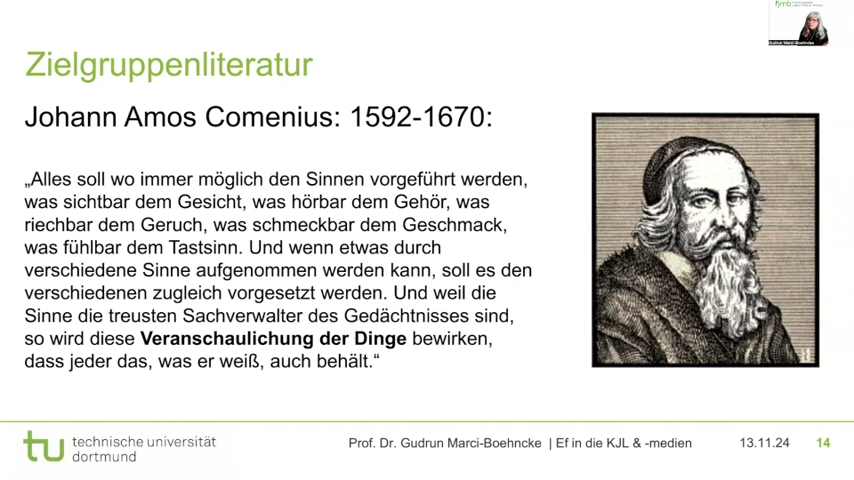 fjmb
Gudrun Marci-Boehncke
Zielgruppenliteratur
Johann Amos Comenius: 1592-1670:
„Alles soll wo immer möglich den Sinnen vorgeführt werden,
was sichtbar dem Gesicht, was hörbar dem Gehör, was
riechbar dem Geruch, was schmeckbar dem Geschmack,
was fühlbar dem Tastsinn. Und wenn etwas durch
verschiedene Sinne aufgenommen werden kann, soll es den
verschiedenen zugleich vorgesetzt werden. Und weil die
Sinne die treusten Sachverwalter des Gedächtnisses sind,
so wird diese Veranschaulichung der Dinge bewirken,
dass jeder das, was er weiß, auch behält.“
tu technische universität
dortmund
Prof. Dr. Gudrun Marci-Boehncke | Ef in die KJL & -medien 13.11.24 14